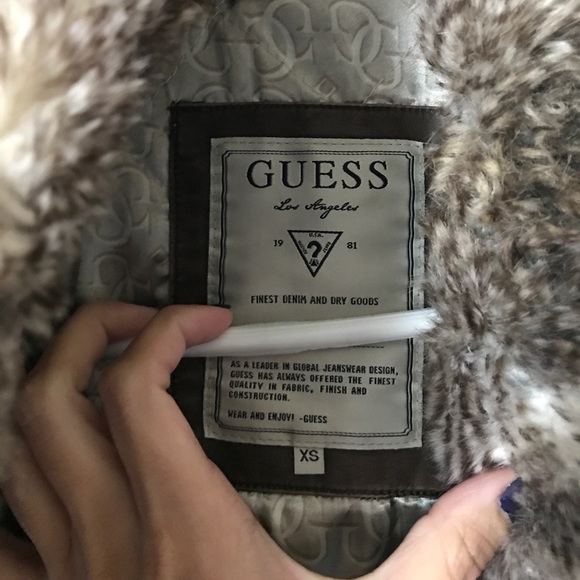 GUESS
Los Angeles
19 ? 81
FINEST DENIM AND DRY GOODS
AS A LEADER IN GLOBAL JEANSWEAR DESIGN,
GUESS HAS ALWAYS OFFERED THE FINEST
QUALITY IN FABRIC, FINISH AND
CONSTRUCTION.
WEAR AND ENJOY! -GUESS
XS